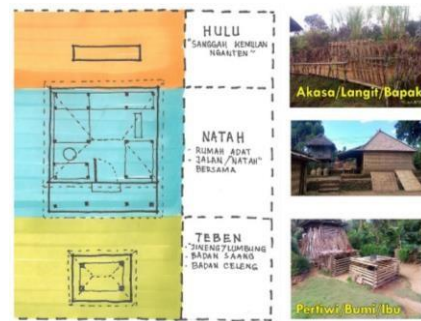 HULU
"SANGGAH KEMULAN
NGANTEN"
NATAH
- RUMAH ADAT
- JALAN/"NATAH"
BERSAMA
TEBEN
- JINENG/LUMBUNG
- BADAN SAANG
- BADAN CELENG
Akasa/Langit/Bapak
Pertiwi Bumi/Ibu